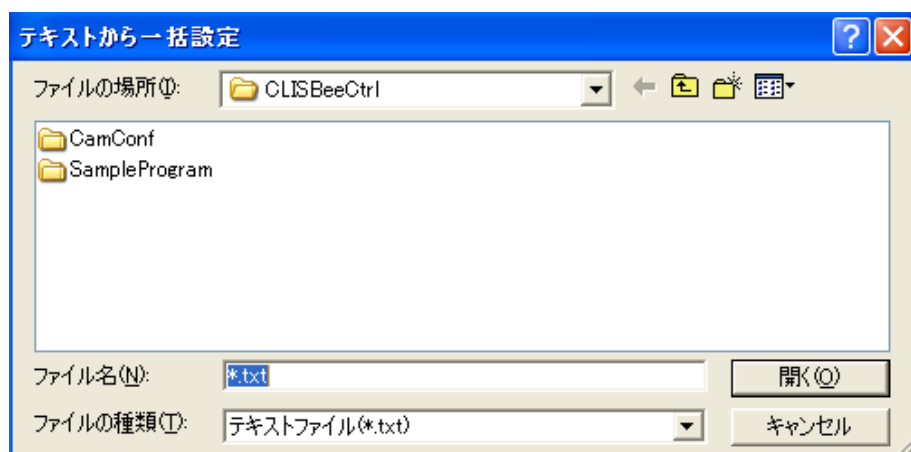 テキストから一括設定
ファイルの場所(I): CLISBeeCtrl
CamConf
SampleProgram
ファイル名(N): *.txt 開く(O)
ファイルの種類(T): テキストファイル(*.txt) キャンセル